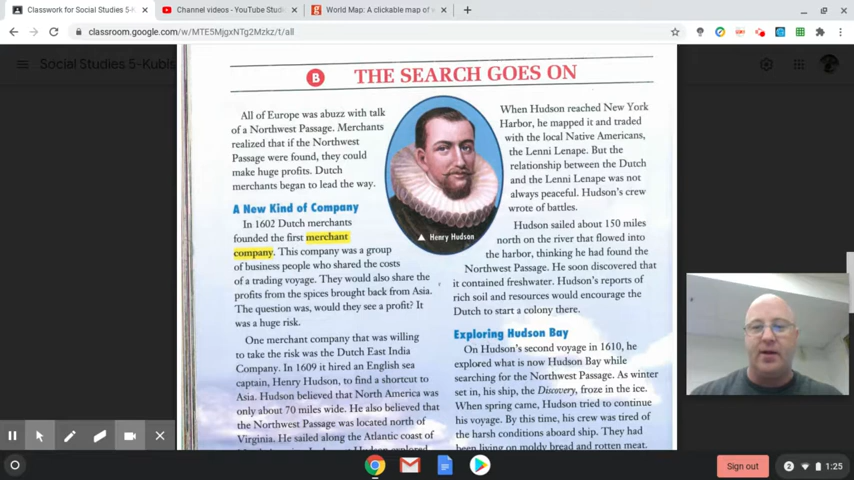 Classwork for Social Studies 5-K
Channel videos - YouTube Studi
World Map: A clickable map of w
classroom.google.com/w/MTE5MjgxNTg2Mzkz/t/all
Social Studies 5-Kubis
B THE SEARCH GOES ON
All of Europe was abuzz with talk
of a Northwest Passage. Merchants
realized that if the Northwest
Passage were found, they could
make huge profits. Dutch
merchants began to lead the way.
A New Kind of Company
In 1602 Dutch merchants
founded the first merchant
company. This company was a group
of business people who shared the costs
of a trading voyage. They would also share the
profits from the spices brought back from Asia.
The question was, would they see a profit? It
was a huge risk.
One merchant company that was willing
to take the risk was the Dutch East India
Company. In 1609 it hired an English sea
captain, Henry Hudson, to find a shortcut to
Asia. Hudson believed that North America was
only about 70 miles wide. He also believed that
the Northwest Passage was located north of
Virginia. He sailed along the Atlantic coast of
Henry Hudson
When Hudson reached New York
Harbor, he mapped it and traded
with the local Native Americans,
the Lenni Lenape. But the
relationship between the Dutch
and the Lenni Lenape was not
always peaceful. Hudson's crew
wrote of battles.
Hudson sailed about 150 miles
north on the river that flowed into
the harbor, thinking he had found the
Northwest Passage. He soon discovered that
it contained freshwater. Hudson's reports of
rich soil and resources would encourage the
Dutch to start a colony there.
Exploring Hudson Bay
On Hudson's second voyage in 1610, he
explored what is now Hudson Bay while
searching for the Northwest Passage. As winter
set in, his ship, the Discovery, froze in the ice.
When spring came, Hudson tried to continue
his voyage. By this time, his crew was tired of
the harsh conditions aboard ship. They had
been living on moldy bread and rotten meat.
Sign out
2
1:25